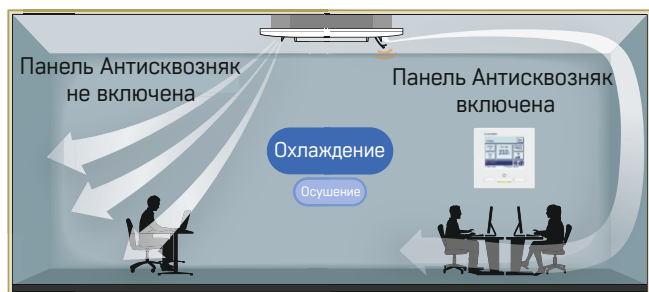 Панель Антисквозняк
не включена
Панель Антисквозняк
включена
Охлаждение
Осушение